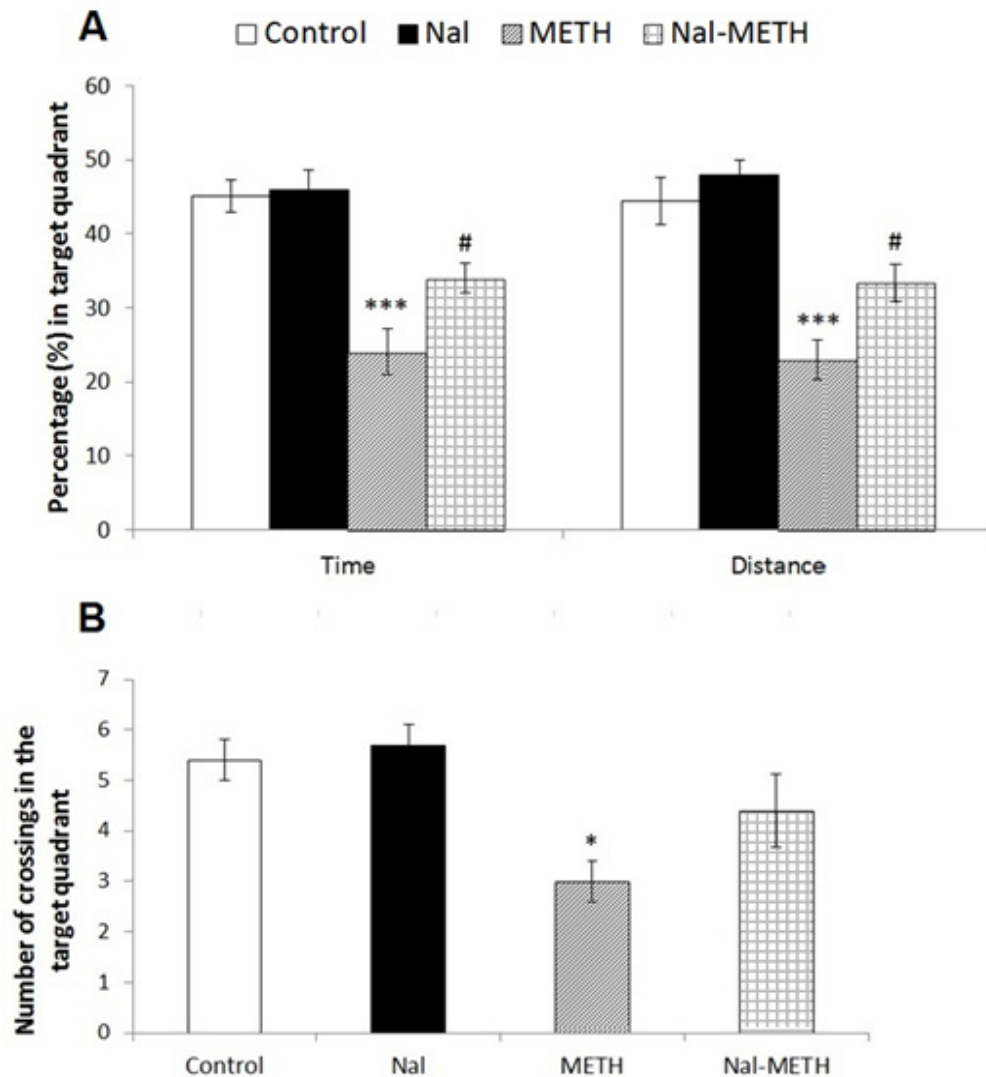 A
Control Nal METH Nal-METH
Percentage (%) in target quadrant
60
50
40
30
20
10
0
***
#
***
#
Time Distance
B
Number of crossings in the
target quadrant
7
6
5
4
3
2
1
0
*
Control Nal METH Nal-METH